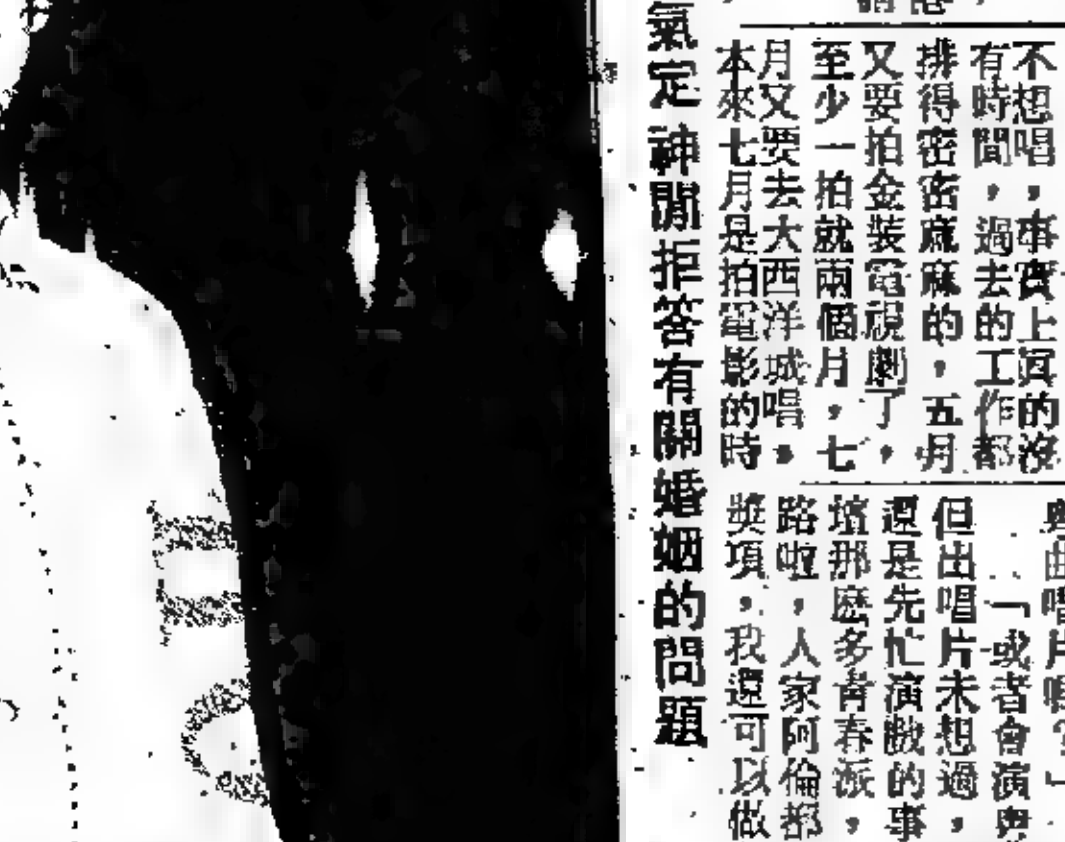 不想唱，事實上真的沒
有時間，過去的工作都
排得密密麻麻的，五月
又要拍金裝電視劇了，
至少一拍就兩個月，七
月又要去大西洋城唱，
本來七月是拍電影的時
曲唱片嗎？」
「或者會演
但出唱片未想過，
還是先忙演戲的事
壇那麼多青春派，
路啦，人家阿倫都
獎項，我還可以做
氣定神閒拒答有關婚姻的問題